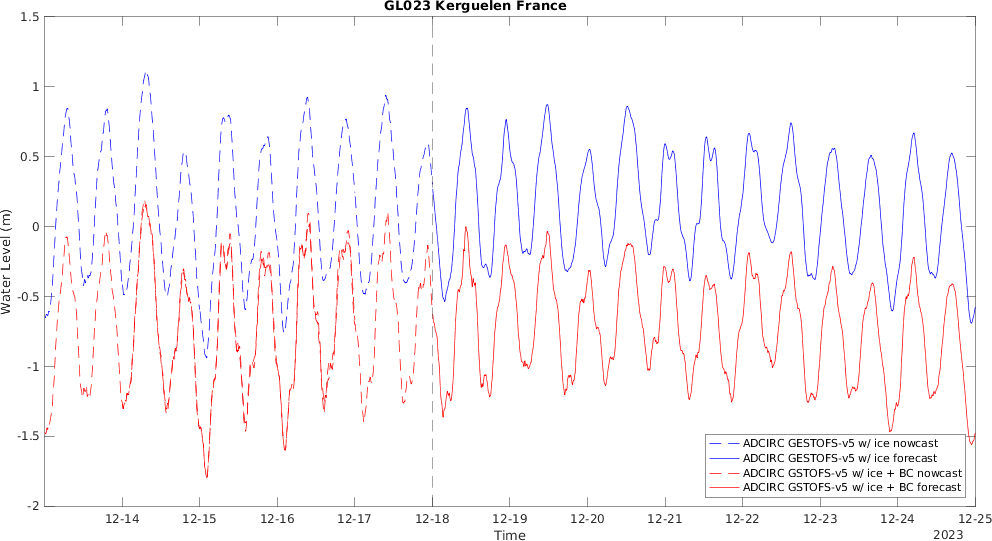 GL023 Kerguelen France
1.5
1
0.5
0
-0.5
-1
-1.5
-2
Water Level (m)
ADCIRC GESTOFS-v5 w/ ice nowcast
ADCIRC GESTOFS-v5 w/ ice forecast
ADCIRC GSTOFS-v5 w/ ice + BC nowcast
ADCIRC GSTOFS-v5 w/ ice + BC forecast
12-14 12-15 12-16 12-17 12-18 12-19 12-20 12-21 12-22 12-23 12-24 12-25
Time
2023